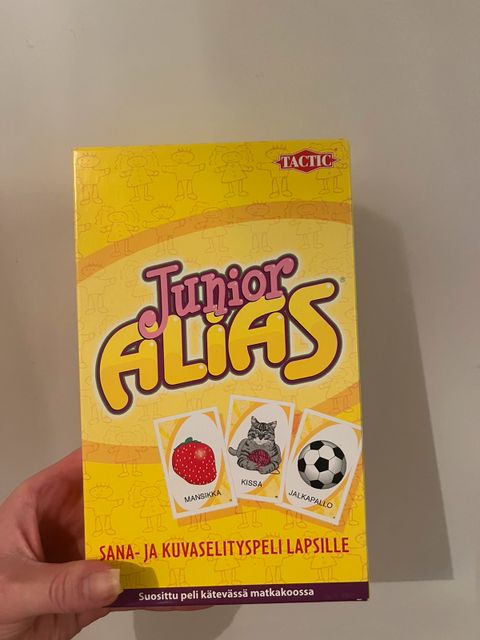 TACTIC
Junior
ALiAS
MANSIKKA
KISSA
JALKAPALLO
SANA- JA KUVASELITYSPELI LAPSILLE
Suosittu peli kätevässä matkakoossa